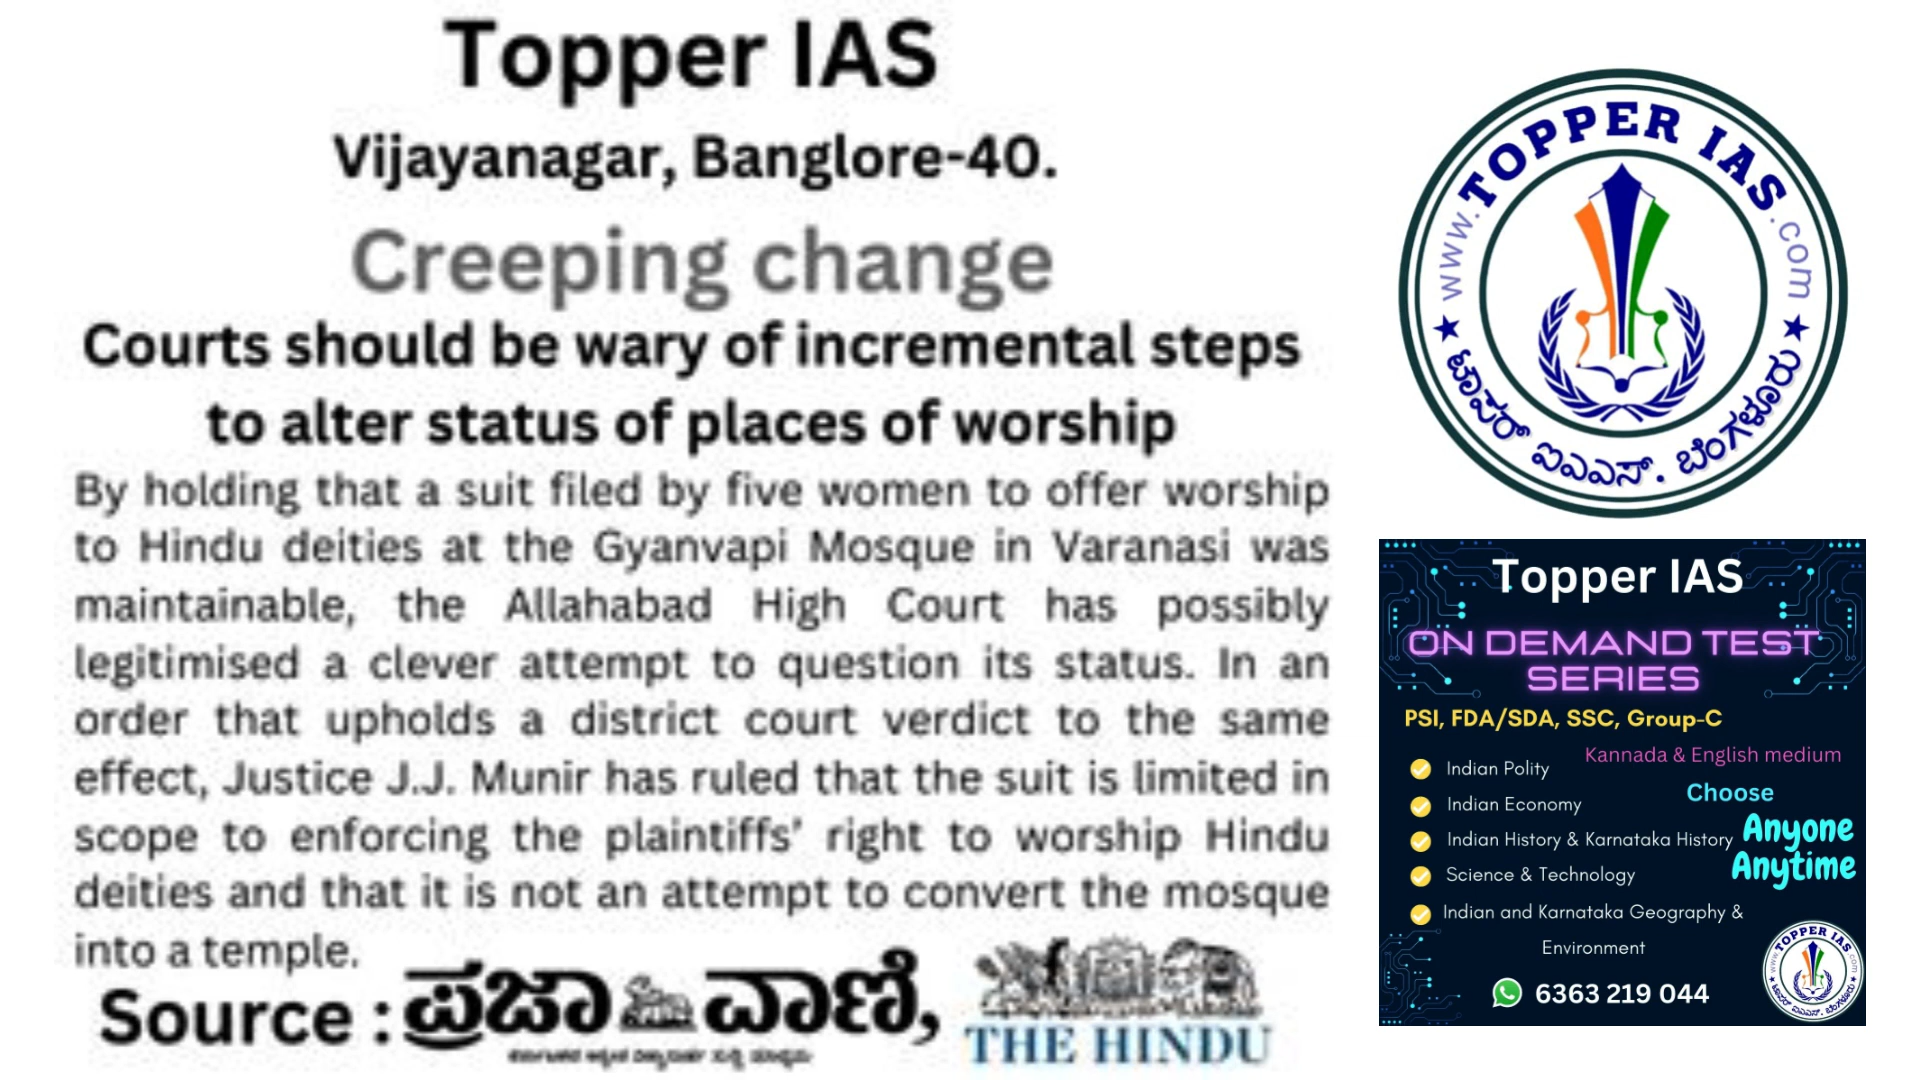 Topper IAS
Vijayanagar, Banglore-40.
Creeping change
Courts should be wary of incremental steps
to alter status of places of worship
By holding that a suit filed by five women to offer worship
to Hindu deities at the Gyanvapi Mosque in Varanasi was
maintainable, the Allahabad High Court has possibly
legitimised a clever attempt to question its status. In an
order that upholds a district court verdict to the same
effect, Justice J.J. Munir has ruled that the suit is limited in
scope to enforcing the plaintiffs' right to worship Hindu
deities and that it is not an attempt to convert the mosque
into a temple.
Source : ಪ್ರಜಾವಾಣಿ, THE HINDU
www.TOPPER IAS.com
ಟಾಪರ್ ಐಎಎಸ್. ಬೆಂಗಳೂರು
Topper IAS
ON DEMAND TEST
SERIES
PSI, FDA/SDA, SSC, Group-C
Kannada & English medium
Indian Polity
Choose
Indian Economy
Anyone
Indian History & Karnataka History
Anytime
Science & Technology
Indian and Karnataka Geography &
Environment
6363 219 044
www.TOPPER IAS.com
ಟಾಪರ್ ಐಎಎಸ್. ಬೆಂಗಳೂರು